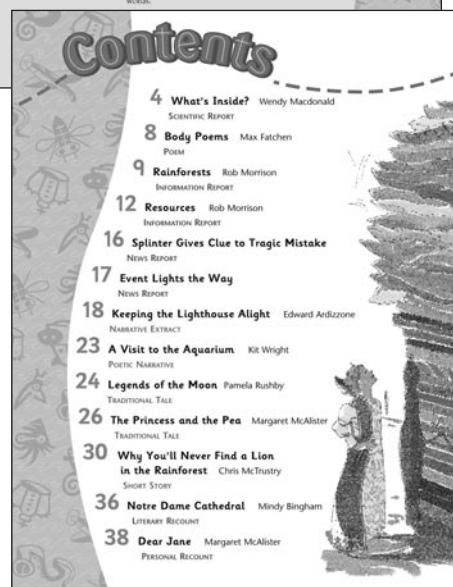 words.
Contents
4 What's Inside? Wendy Macdonald
Scientific Report
8 Body Poems Max Fatchen
Poem
9 Rainforests Rob Morrison
Information Report
12 Resources Rob Morrison
Information Report
16 Splinter Gives Clue to Tragic Mistake
News Report
17 Event Lights the Way
News Report
18 Keeping the Lighthouse Alight Edward Ardizzone
Narrative Extract
23 A Visit to the Aquarium Kit Wright
Poetic Narrative
24 Legends of the Moon Pamela Rushby
Traditional Tale
26 The Princess and the Pea Margaret McAlister
Traditional Tale
30 Why You'll Never Find a Lion
in the Rainforest Chris McTrustry
Short Story
36 Notre Dame Cathedral Mindy Bingham
Literary Recount
38 Dear Jane Margaret McAlister
Personal Recount